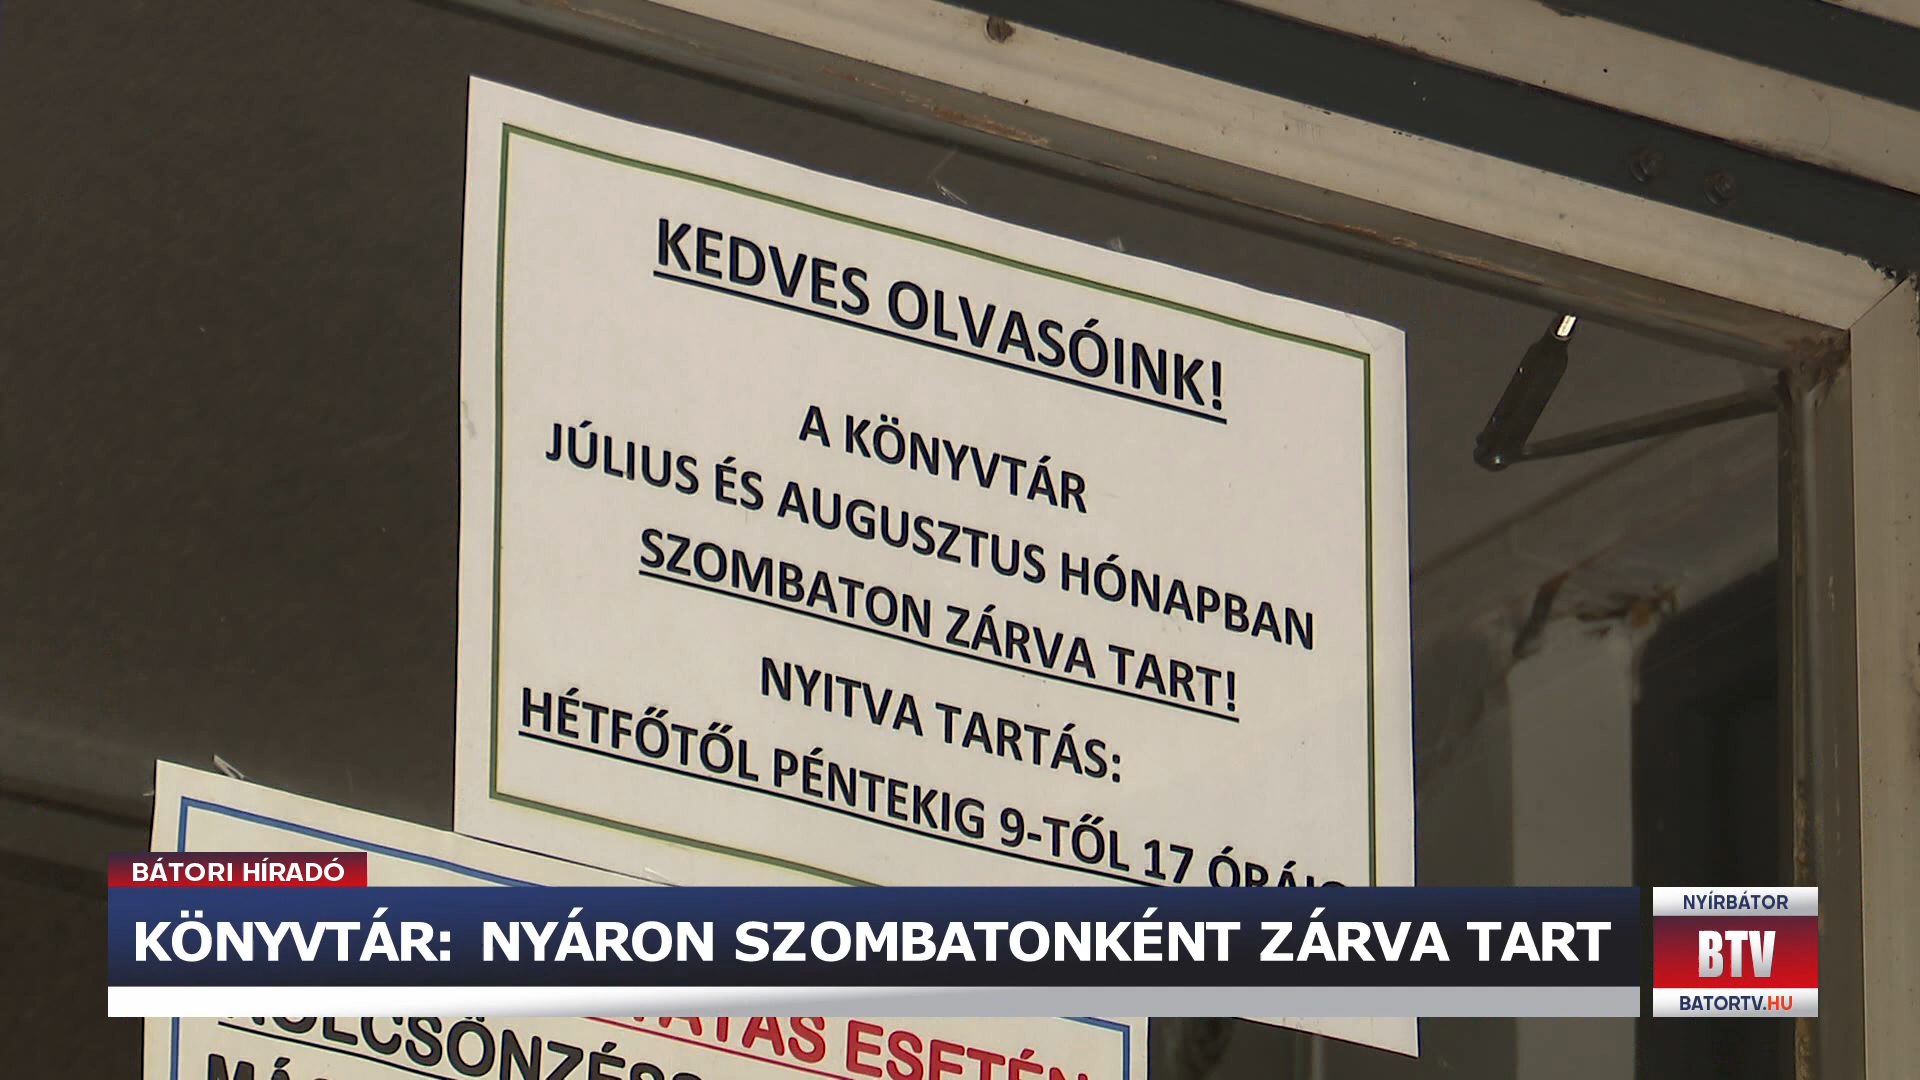 KEDVES OLVASÓINK!
A KÖNYVTÁR
JÚLIUS ÉS AUGUSZTUS HÓNAPBAN
SZOMBATON ZÁRVA TART!
NYITVA TARTÁS:
HÉTFŐTŐL PÉNTEKIG 9-TŐL 17 ÓRÁIG
BÁTORI HÍRADÓ
KÖNYVTÁR: NYÁRON SZOMBATONKÉNT ZÁRVA TART
NYÍRBÁTOR
BTV
BATORTV.HU
ESETÉN